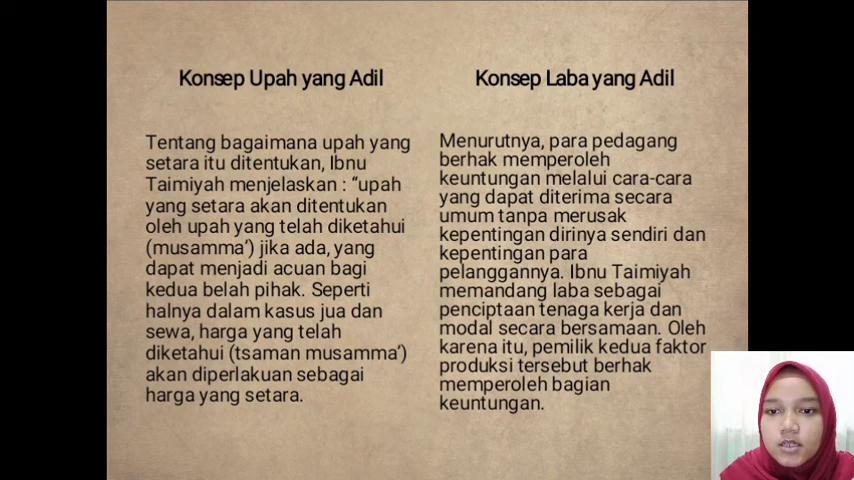 Konsep Upah yang Adil
Tentang bagaimana upah yang
setara itu ditentukan, Ibnu
Taimiyah menjelaskan : “upah
yang setara akan ditentukan
oleh upah yang telah diketahui
(musamma’) jika ada, yang
dapat menjadi acuan bagi
kedua belah pihak. Seperti
halnya dalam kasus jua dan
sewa, harga yang telah
diketahui (tsaman musamma’)
akan diperlakuan sebagai
harga yang setara.
Konsep Laba yang Adil
Menurutnya, para pedagang
berhak memperoleh
keuntungan melalui cara-cara
yang dapat diterima secara
umum tanpa merusak
kepentingan dirinya sendiri dan
kepentingan para
pelanggannya. Ibnu Taimiyah
memandang laba sebagai
penciptaan tenaga kerja dan
modal secara bersamaan. Oleh
karena itu, pemilik kedua faktor
produksi tersebut berhak
memperoleh bagian
keuntungan.